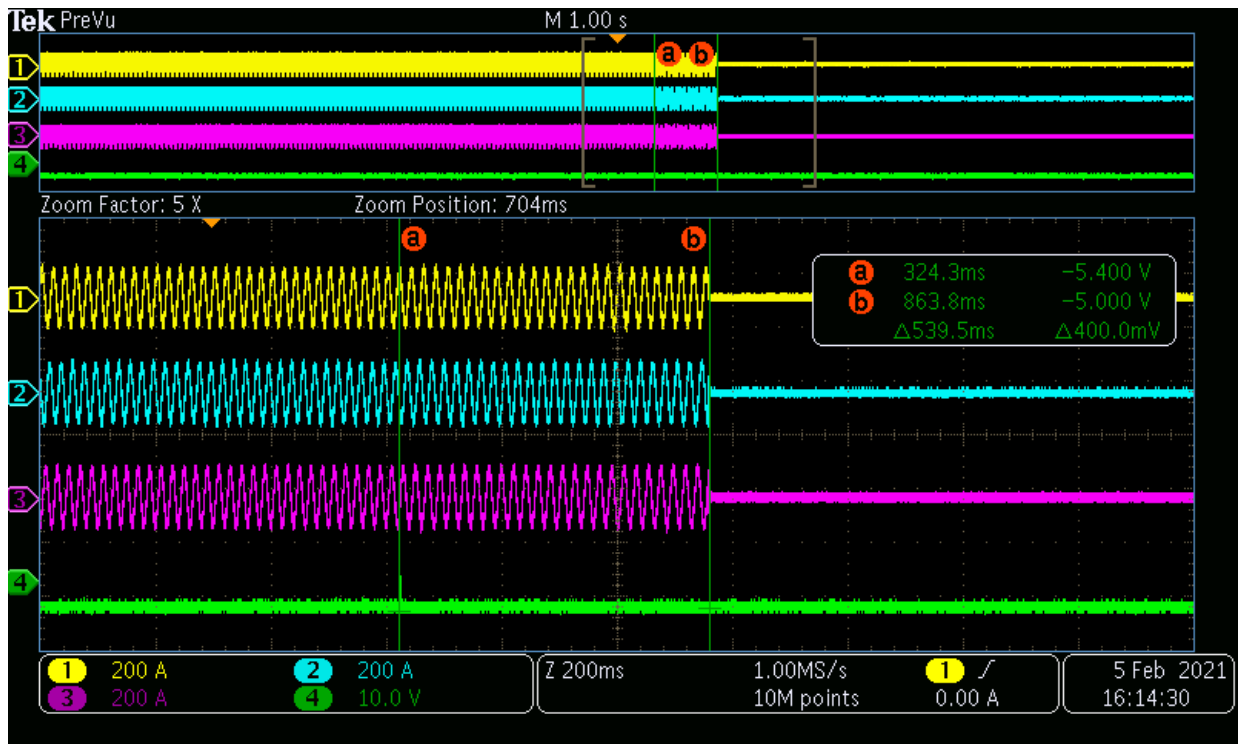 Tek PreVu M 1.00 s
a b
1
2
3
4
Zoom Factor: 5 X Zoom Position: 704ms
a b
a 324.3ms −5.400 V
b 863.8ms −5.000 V
△539.5ms △400.0mV
1
2
3
4
1 200 A 2 200 A Z 200ms 1.00MS/s 1 5 Feb 2021
3 200 A 4 10.0 V 10M points 0.00 A 16:14:30